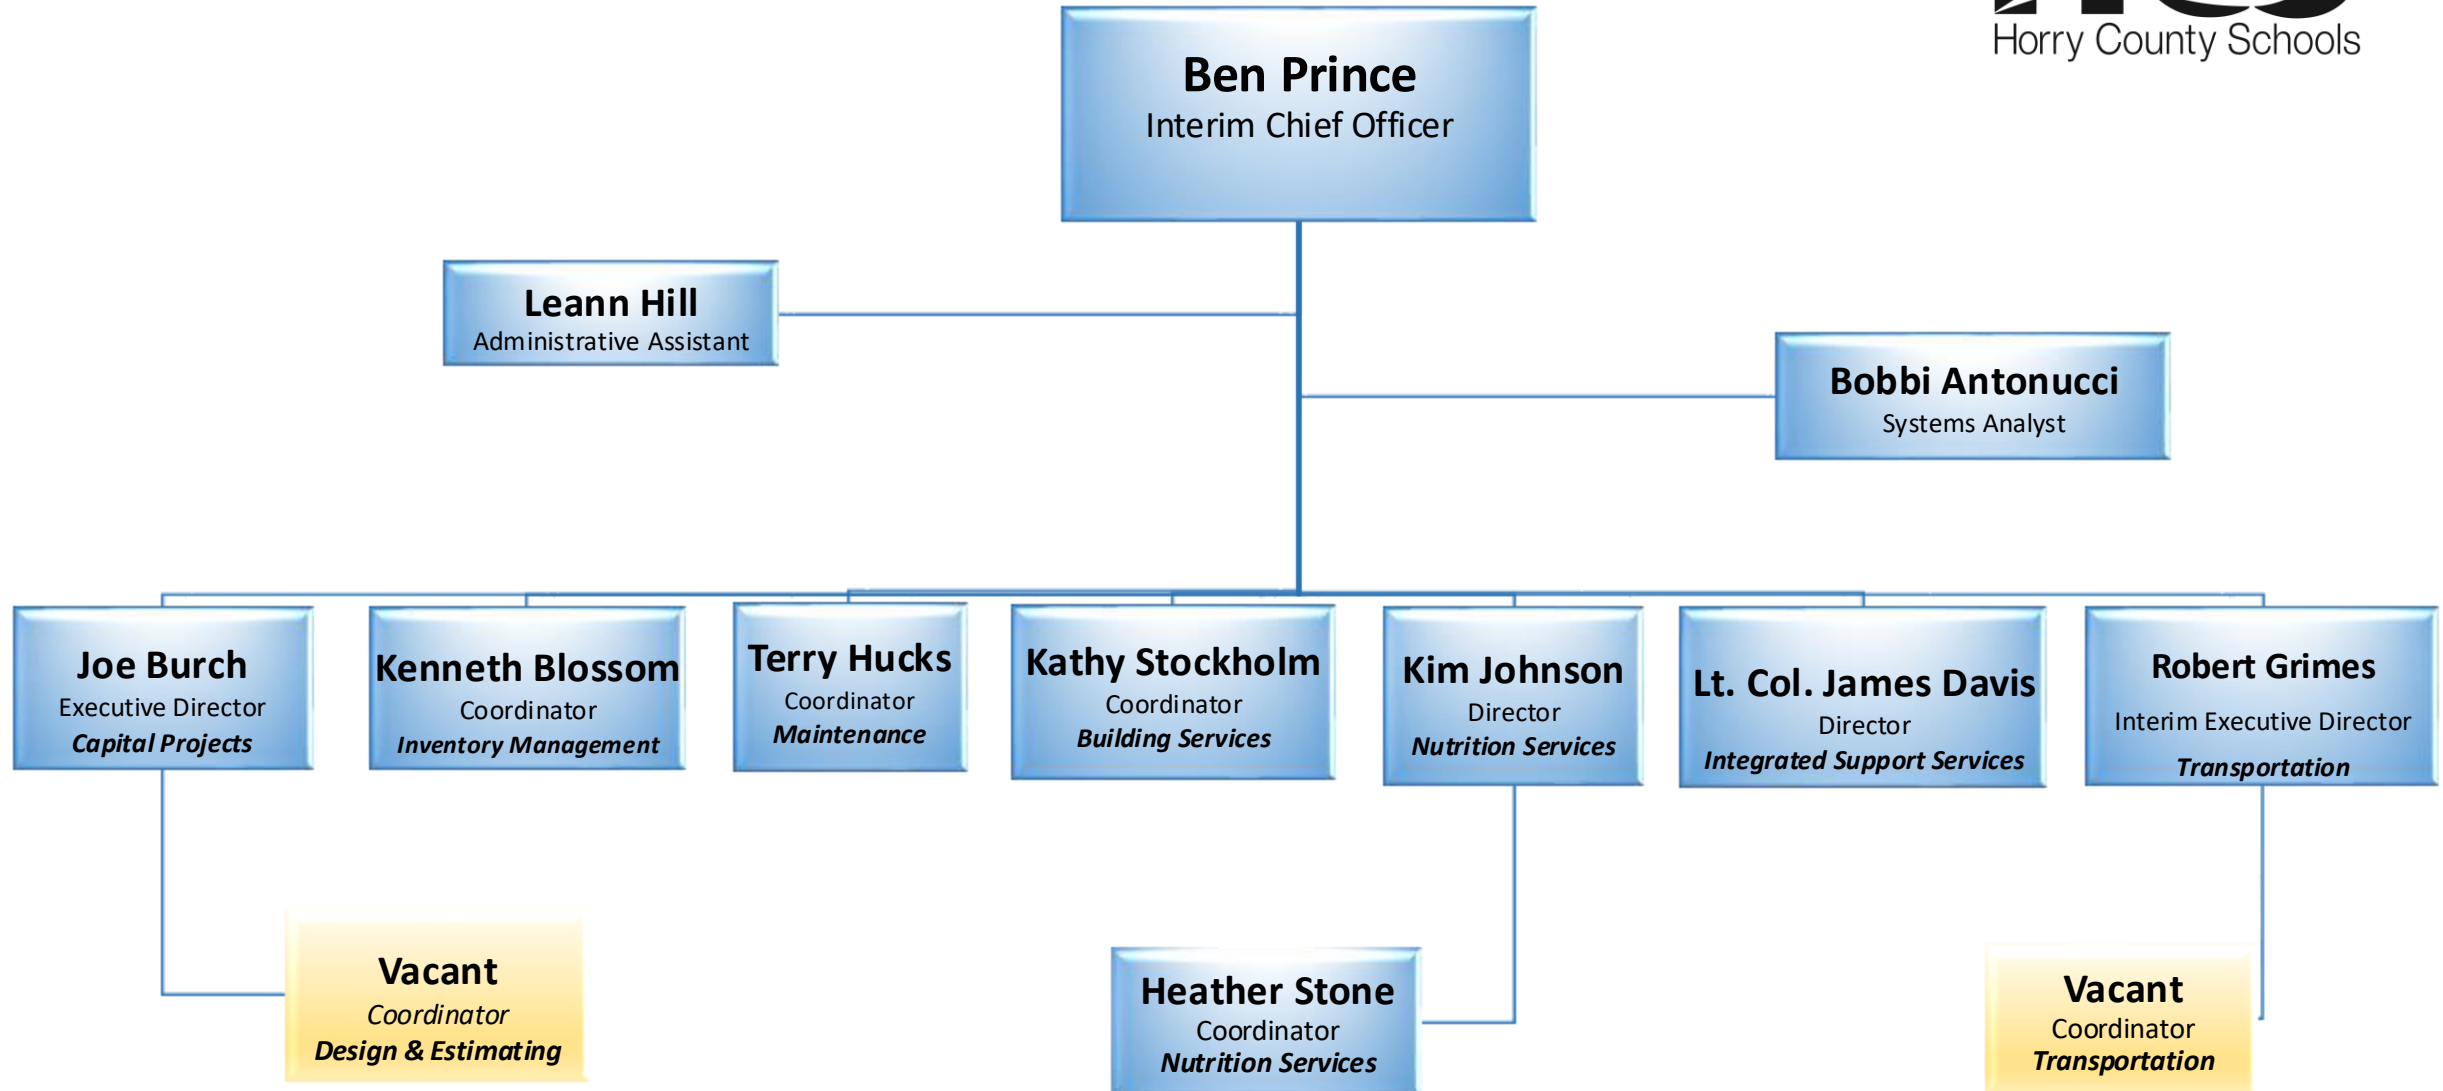 Horry County Schools
Ben Prince
Interim Chief Officer
Leann Hill
Administrative Assistant
Bobbi Antonucci
Systems Analyst
Joe Burch
Executive Director
Capital Projects
Kenneth Blossom
Coordinator
Inventory Management
Terry Hucks
Coordinator
Maintenance
Kathy Stockholm
Coordinator
Building Services
Kim Johnson
Director
Nutrition Services
Lt. Col. James Davis
Director
Integrated Support Services
Robert Grimes
Interim Executive Director
Transportation
Vacant
Coordinator
Design & Estimating
Heather Stone
Coordinator
Nutrition Services
Vacant
Coordinator
Transportation